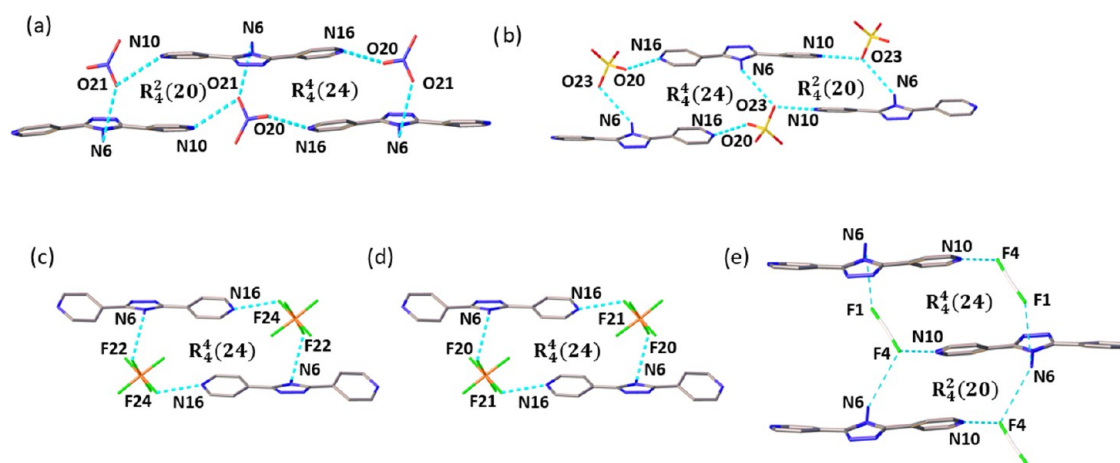 (a)
N6
N16
N10
O20
O21
R²₄(20)
O21
R⁴₄(24)
O21
N6
N10
O20
N16
N6
(b)
N16
N10
O23
O23
O20
N6
R²₄(20)
N6
R⁴₄(24)
O23
N6
N16
N10
O20
(c)
N16
N6
F24
F22
R⁴₄(24)
F22
N6
F24
N16
(d)
N16
N6
F21
F20
R⁴₄(24)
F20
N6
F21
N16
(e)
N6
N10
F4
R⁴₄(24)
F1
F1
N10
F4
N6
R²₄(20)
N6
F4
N10